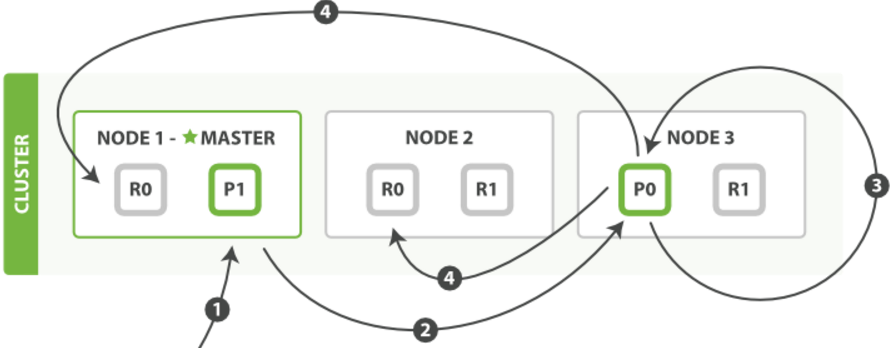 4
CLUSTER
NODE 1 - ★ MASTER
NODE 2
NODE 3
R0 P1
R0 R1
P0 R1
3
4
1
2